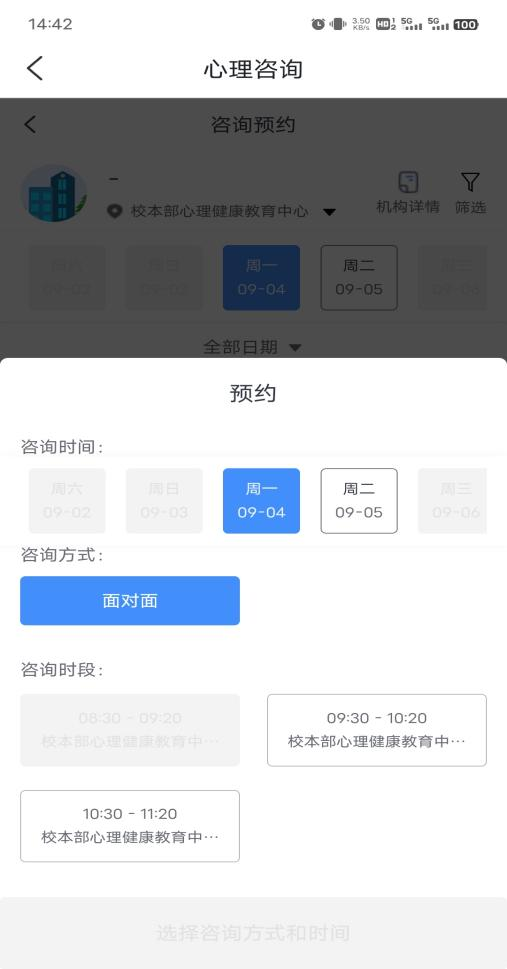 14:42
3.50 KB/s HD 1 2 5G 5G 100
心理咨询
咨询预约
-
校本部心理健康教育中心
机构详情 筛选
周六 周日 周一 周二 周三
09-02 09-03 09-04 09-05 09-06
全部日期
预约
咨询时间:
周六 周日 周一 周二 周三
09-02 09-03 09-04 09-05 09-06
咨询方式:
面对面
咨询时段:
08:30 - 09:20 09:30 - 10:20
校本部心理健康教育中… 校本部心理健康教育中…
10:30 - 11:20
校本部心理健康教育中…
选择咨询方式和时间